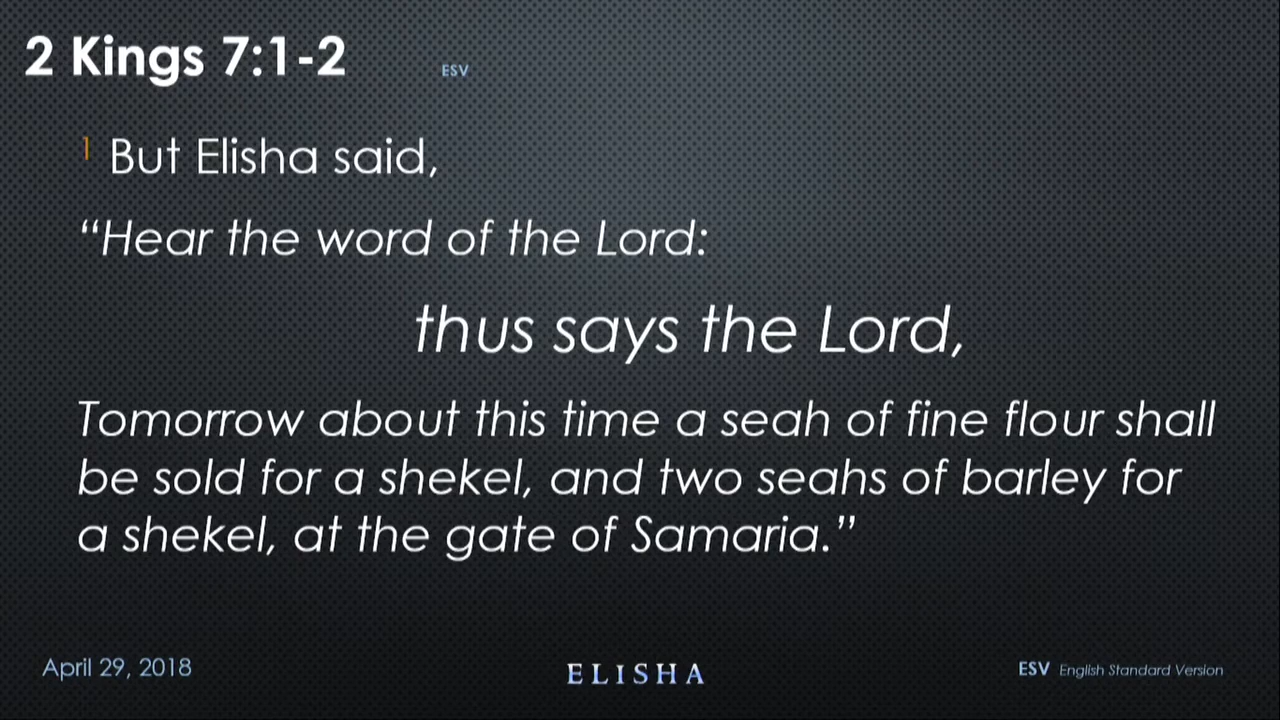 2 Kings 7:1-2 ESV
1 But Elisha said,
“Hear the word of the Lord:
thus says the Lord,
Tomorrow about this time a seah of fine flour shall
be sold for a shekel, and two seahs of barley for
a shekel, at the gate of Samaria.”
April 29, 2018 ELISHA ESV English Standard Version